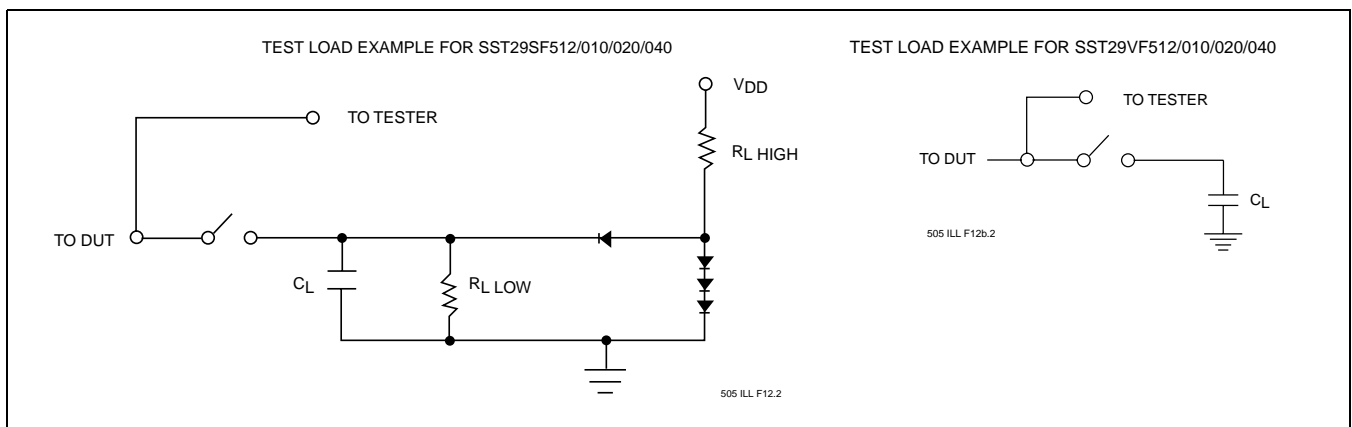 TEST LOAD EXAMPLE FOR SST29SF512/010/020/040
VDD
TO TESTER
RL HIGH
TO DUT
CL
RL LOW
505 ILL F12.2
TEST LOAD EXAMPLE FOR SST29VF512/010/020/040
TO TESTER
TO DUT
CL
505 ILL F12b.2